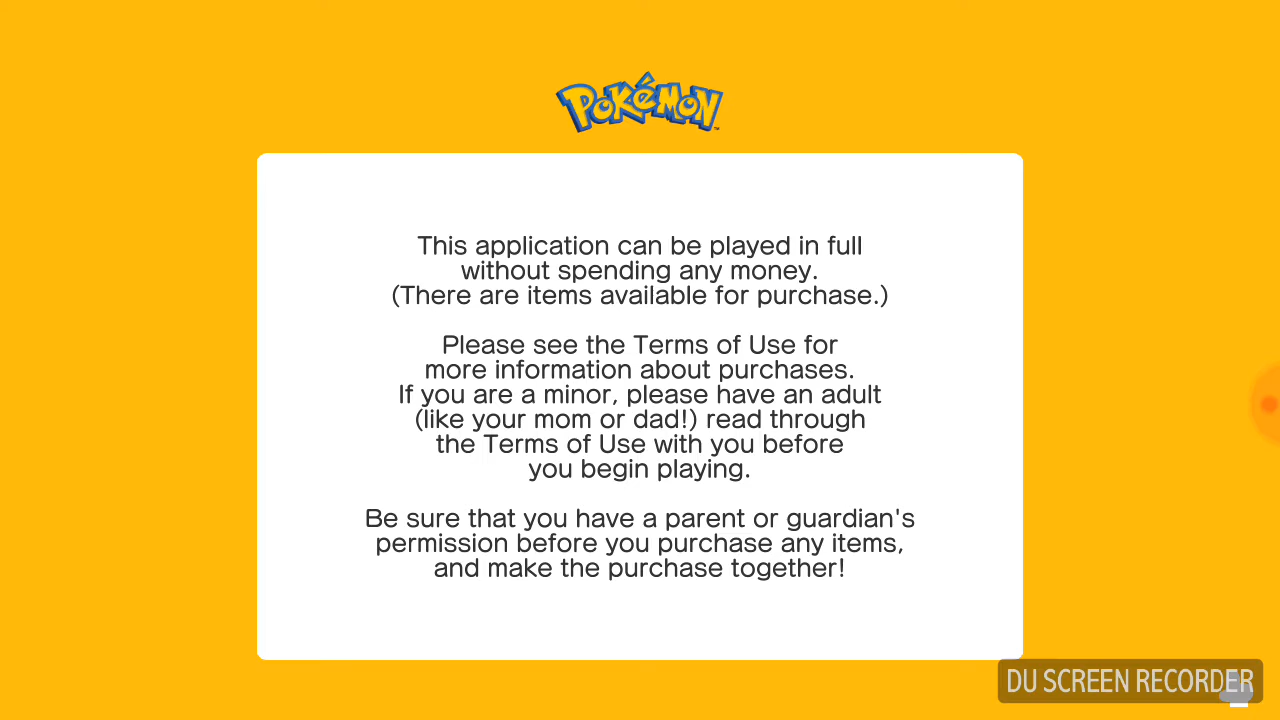 POKéMON
This application can be played in full
without spending any money.
(There are items available for purchase.)
Please see the Terms of Use for
more information about purchases.
If you are a minor, please have an adult
(like your mom or dad!) read through
the Terms of Use with you before
you begin playing.
Be sure that you have a parent or guardian's
permission before you purchase any items,
and make the purchase together!
DU SCREEN RECORDER